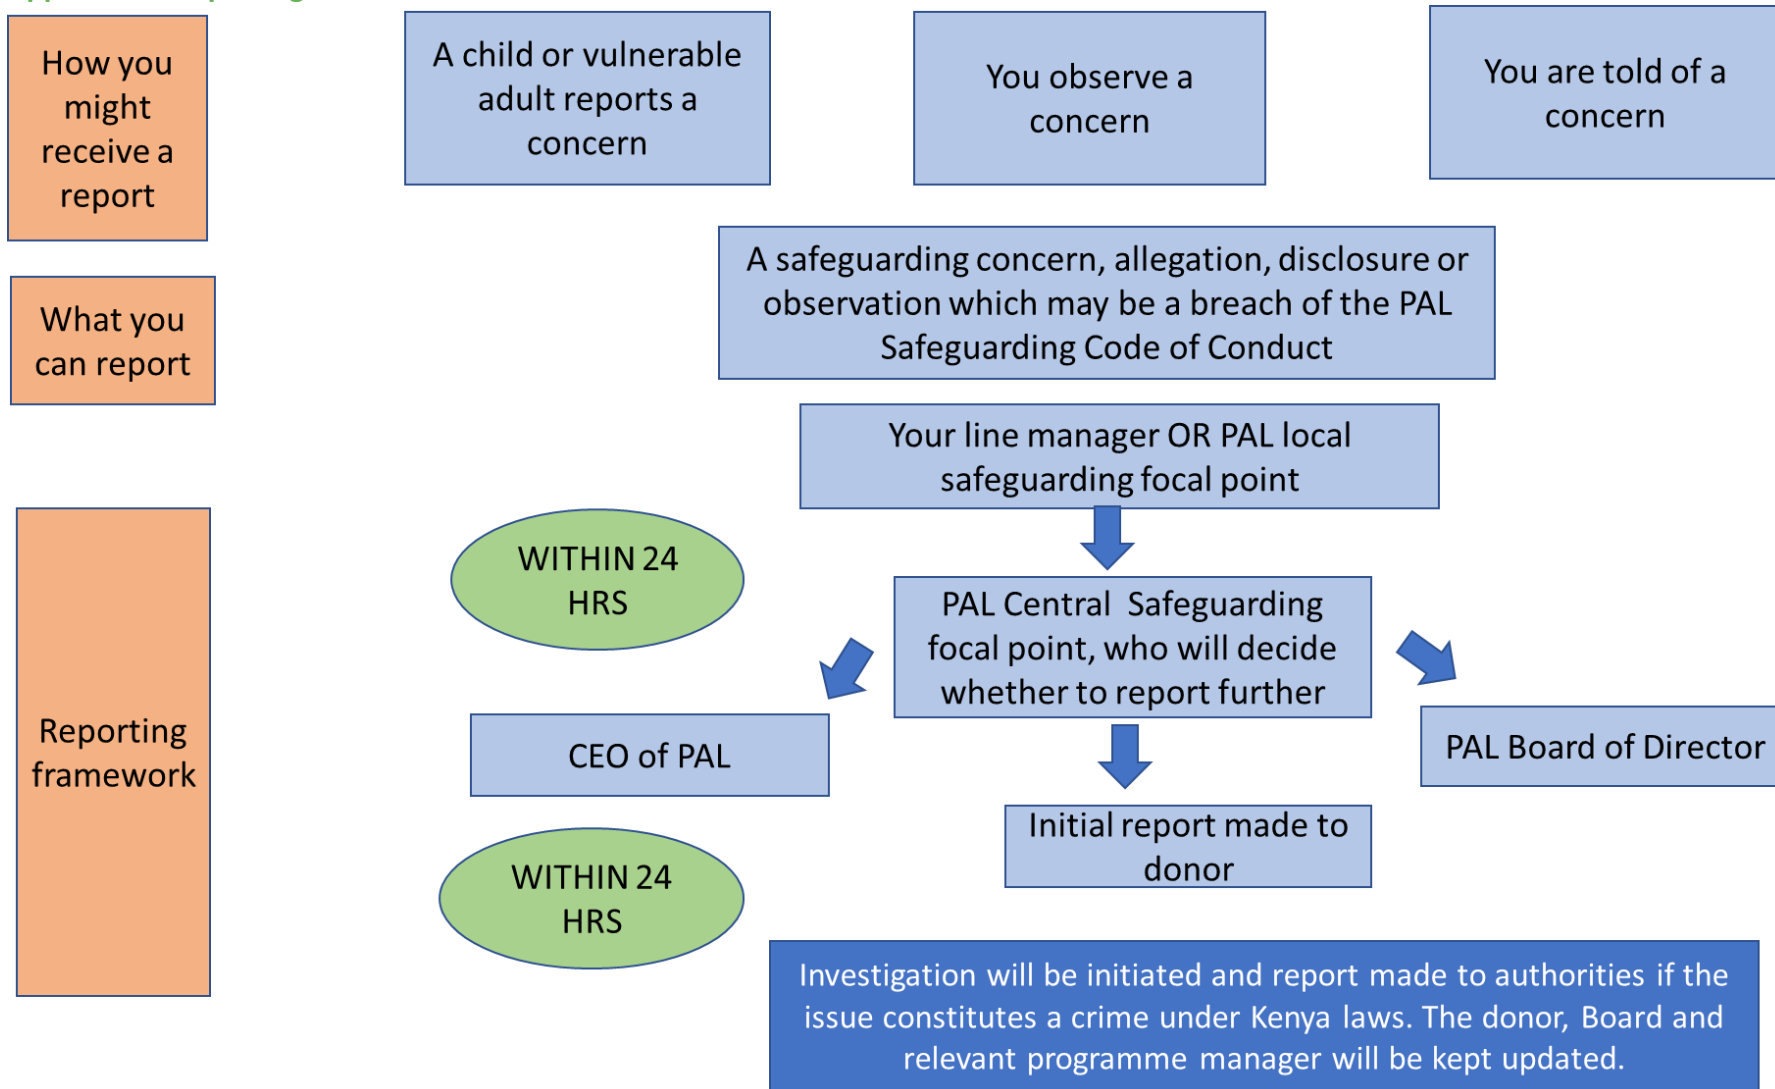 How you
might
receive a
report
A child or vulnerable
adult reports a
concern
You observe a
concern
You are told of a
concern
What you
can report
A safeguarding concern, allegation, disclosure or
observation which may be a breach of the PAL
Safeguarding Code of Conduct
Your line manager OR PAL local
safeguarding focal point
Reporting
framework
WITHIN 24
HRS
PAL Central Safeguarding
focal point, who will decide
whether to report further
CEO of PAL
PAL Board of Director
Initial report made to
donor
WITHIN 24
HRS
Investigation will be initiated and report made to authorities if the
issue constitutes a crime under Kenya laws. The donor, Board and
relevant programme manager will be kept updated.